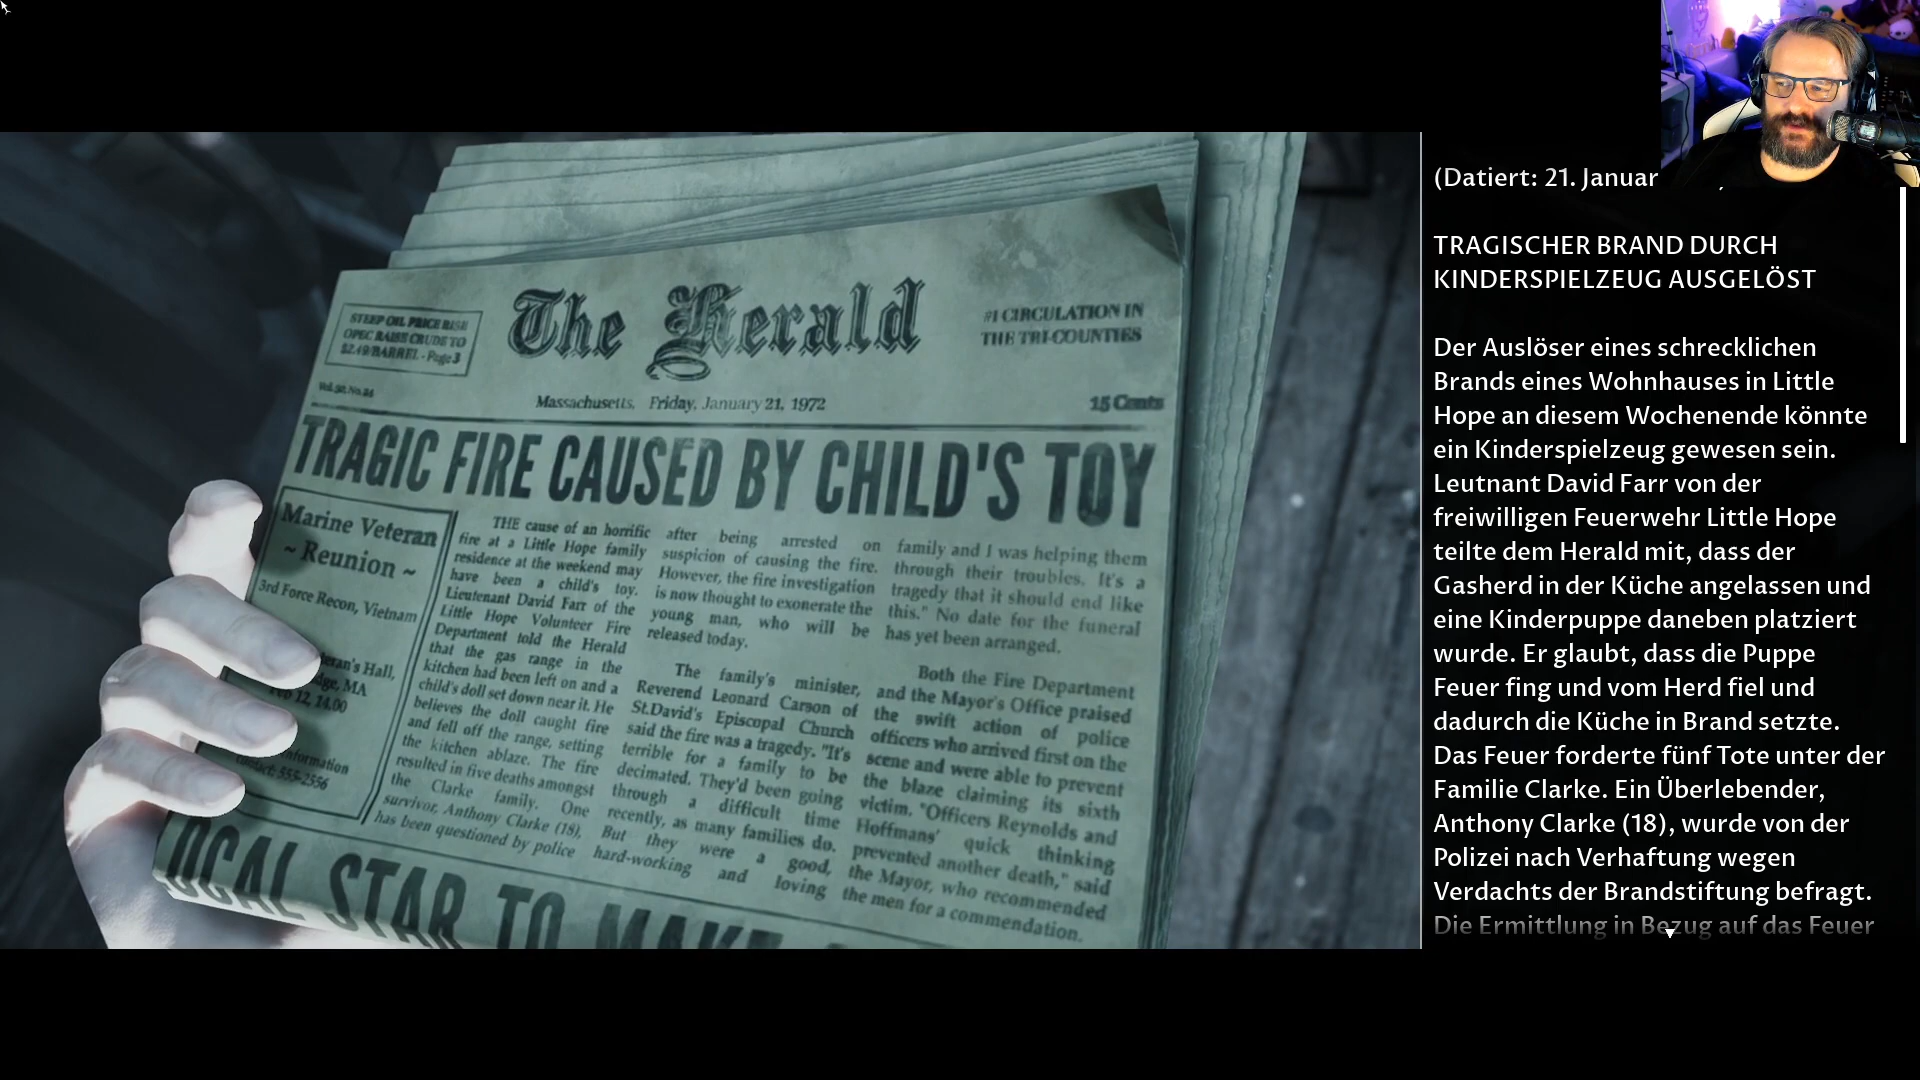 STEEP OIL PRICE RISE
OPEC RAISE CRUDE TO
$2.49/BARREL - Page 3
The Herald
#1 CIRCULATION IN
THE TRI-COUNTIES
Vol. 30, No.24
Massachusetts, Friday, January 21, 1972
15 Cents
TRAGIC FIRE CAUSED BY CHILD'S TOY
Marine Veteran
~ Reunion ~
3rd Force Recon, Vietnam
eran's Hall,
dge, MA
12, 14.00
nformation
contact: 555-2556
THE cause of an horrific
fire at a Little Hope family
residence at the weekend may
have been a child's toy.
Lieutenant David Farr of the
Little Hope Volunteer Fire
Department told the Herald
that the gas range in the
kitchen had been left on and a
child's doll set down near it. He
believes the doll caught fire
and fell off the range, setting
the kitchen ablaze. The fire
resulted in five deaths amongst
the Clarke family. One
survivor, Anthony Clarke (18),
has been questioned by police
after being arrested on
suspicion of causing the fire.
However, the fire investigation
is now thought to exonerate the
young man, who will be
released today.
The family's minister,
Reverend Leonard Carson of
St.David's Episcopal Church
said the fire was a tragedy. "It's
terrible for a family to be
decimated. They'd been going
through a difficult time
recently, as many families do.
But they were a good,
hard-working and loving
family and I was helping them
through their troubles. It's a
tragedy that it should end like
this." No date for the funeral
has yet been arranged.
Both the Fire Department
and the Mayor's Office praised
the swift action of police
officers who arrived first on the
scene and were able to prevent
the blaze claiming its sixth
victim. "Officers Reynolds and
Hoffmans' quick thinking
prevented another death," said
the Mayor, who recommended
the men for a commendation.
OCAL STAR TO MAKE
(Datiert: 21. Januar
TRAGISCHER BRAND DURCH
KINDERSPIELZEUG AUSGELÖST
Der Auslöser eines schrecklichen
Brands eines Wohnhauses in Little
Hope an diesem Wochenende könnte
ein Kinderspielzeug gewesen sein.
Leutnant David Farr von der
freiwilligen Feuerwehr Little Hope
teilte dem Herald mit, dass der
Gasherd in der Küche angelassen und
eine Kinderpuppe daneben platziert
wurde. Er glaubt, dass die Puppe
Feuer fing und vom Herd fiel und
dadurch die Küche in Brand setzte.
Das Feuer forderte fünf Tote unter der
Familie Clarke. Ein Überlebender,
Anthony Clarke (18), wurde von der
Polizei nach Verhaftung wegen
Verdachts der Brandstiftung befragt.
Die Ermittlung in Bezug auf das Feuer